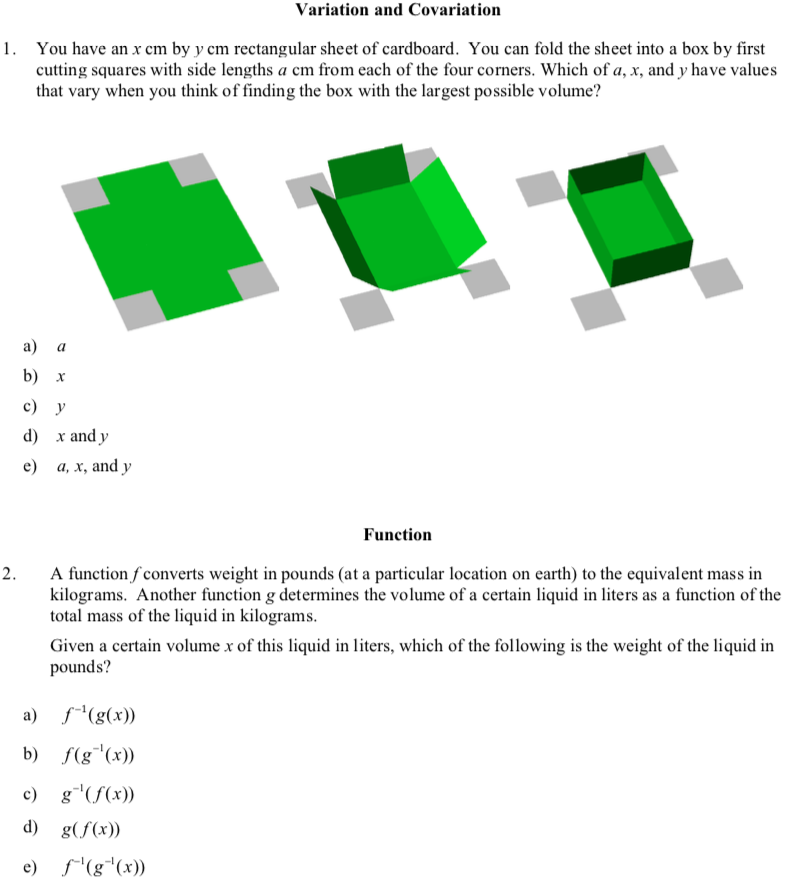 Variation and Covariation
1. You have an x cm by y cm rectangular sheet of cardboard. You can fold the sheet into a box by first
cutting squares with side lengths a cm from each of the four corners. Which of a, x, and y have values
that vary when you think of finding the box with the largest possible volume?
a) a
b) x
c) y
d) x and y
e) a, x, and y
Function
2. A function f converts weight in pounds (at a particular location on earth) to the equivalent mass in
kilograms. Another function g determines the volume of a certain liquid in liters as a function of the
total mass of the liquid in kilograms.
Given a certain volume x of this liquid in liters, which of the following is the weight of the liquid in
pounds?
a) f⁻¹(g(x))
b) f(g⁻¹(x))
c) g⁻¹(f(x))
d) g(f(x))
e) f⁻¹(g⁻¹(x))